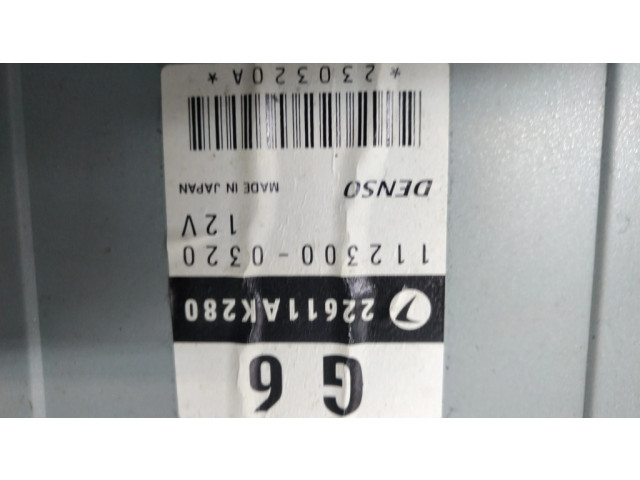 G6
22611AK280
112300-0320
12V
DENSO MADE IN JAPAN
*230320A*